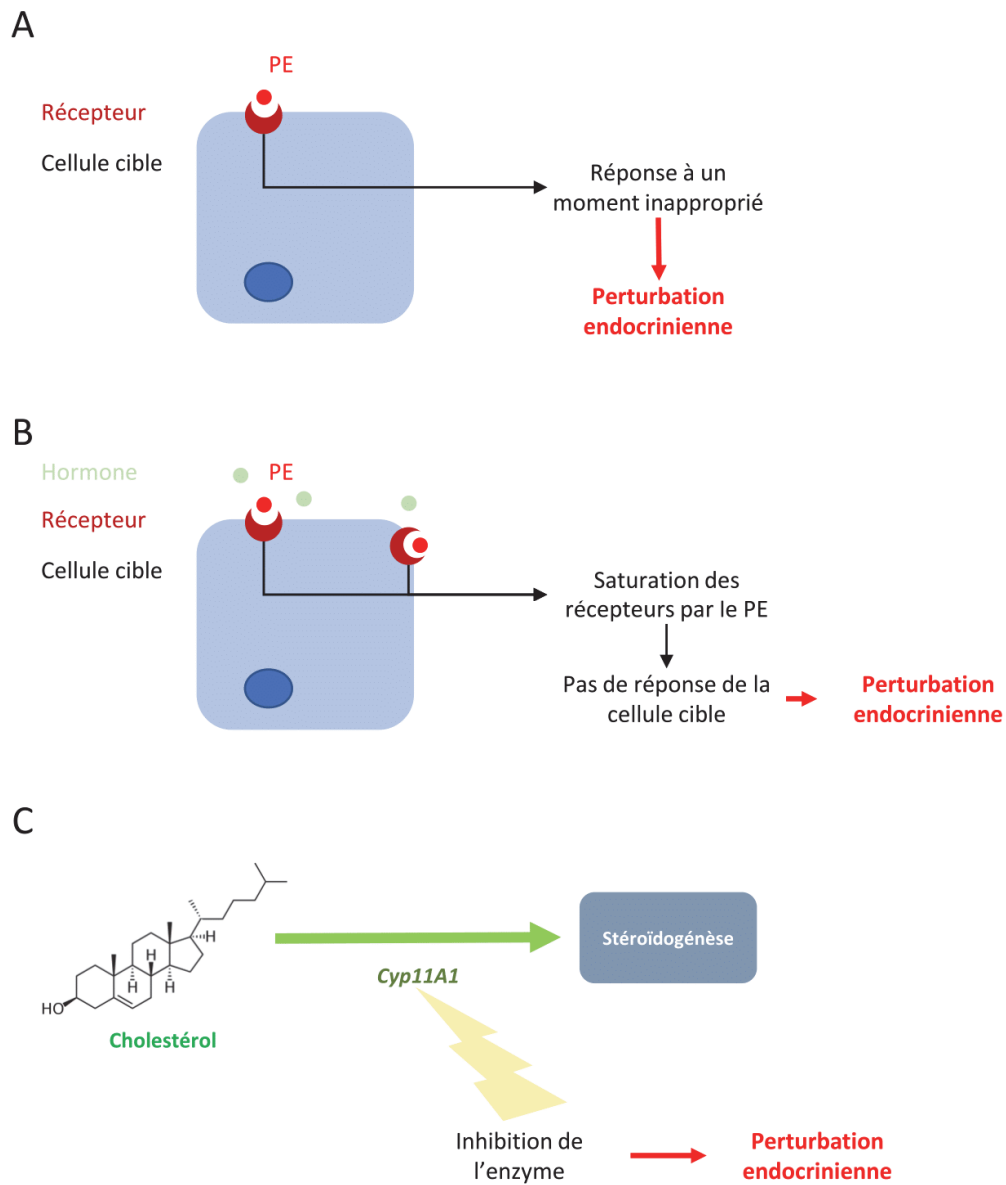 A
PE
Récepteur
Cellule cible
Réponse à un
moment inapproprié
Perturbation
endocrinienne
B
Hormone
PE
Récepteur
Cellule cible
Saturation des
récepteurs par le PE
Pas de réponse de la
cellule cible
Perturbation
endocrinienne
C
H
H
H
H
HO
Cholestérol
Cyp11A1
Stéroïdogénèse
Inhibition de
l'enzyme
Perturbation
endocrinienne